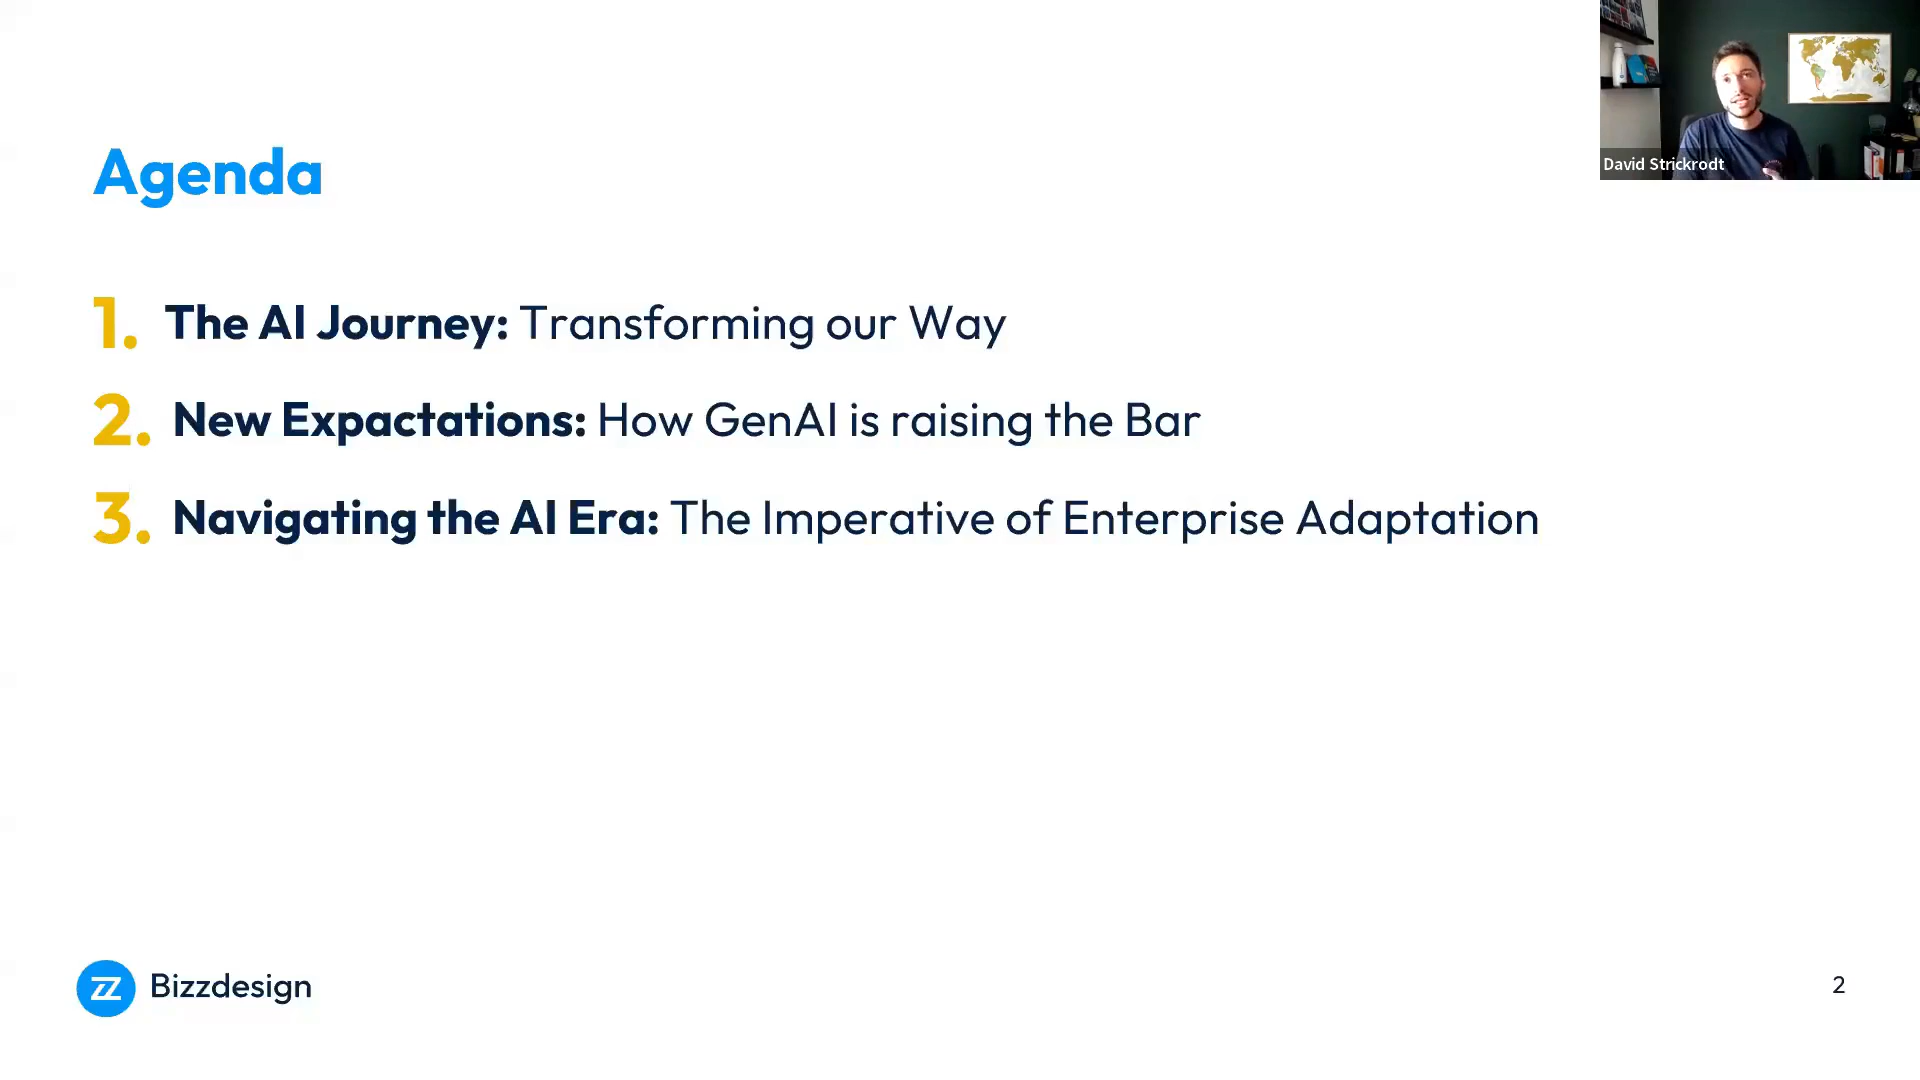 David Strickrodt
Agenda
1. The AI Journey: Transforming our Way
2. New Expactations: How GenAI is raising the Bar
3. Navigating the AI Era: The Imperative of Enterprise Adaptation
Bizzdesign
2